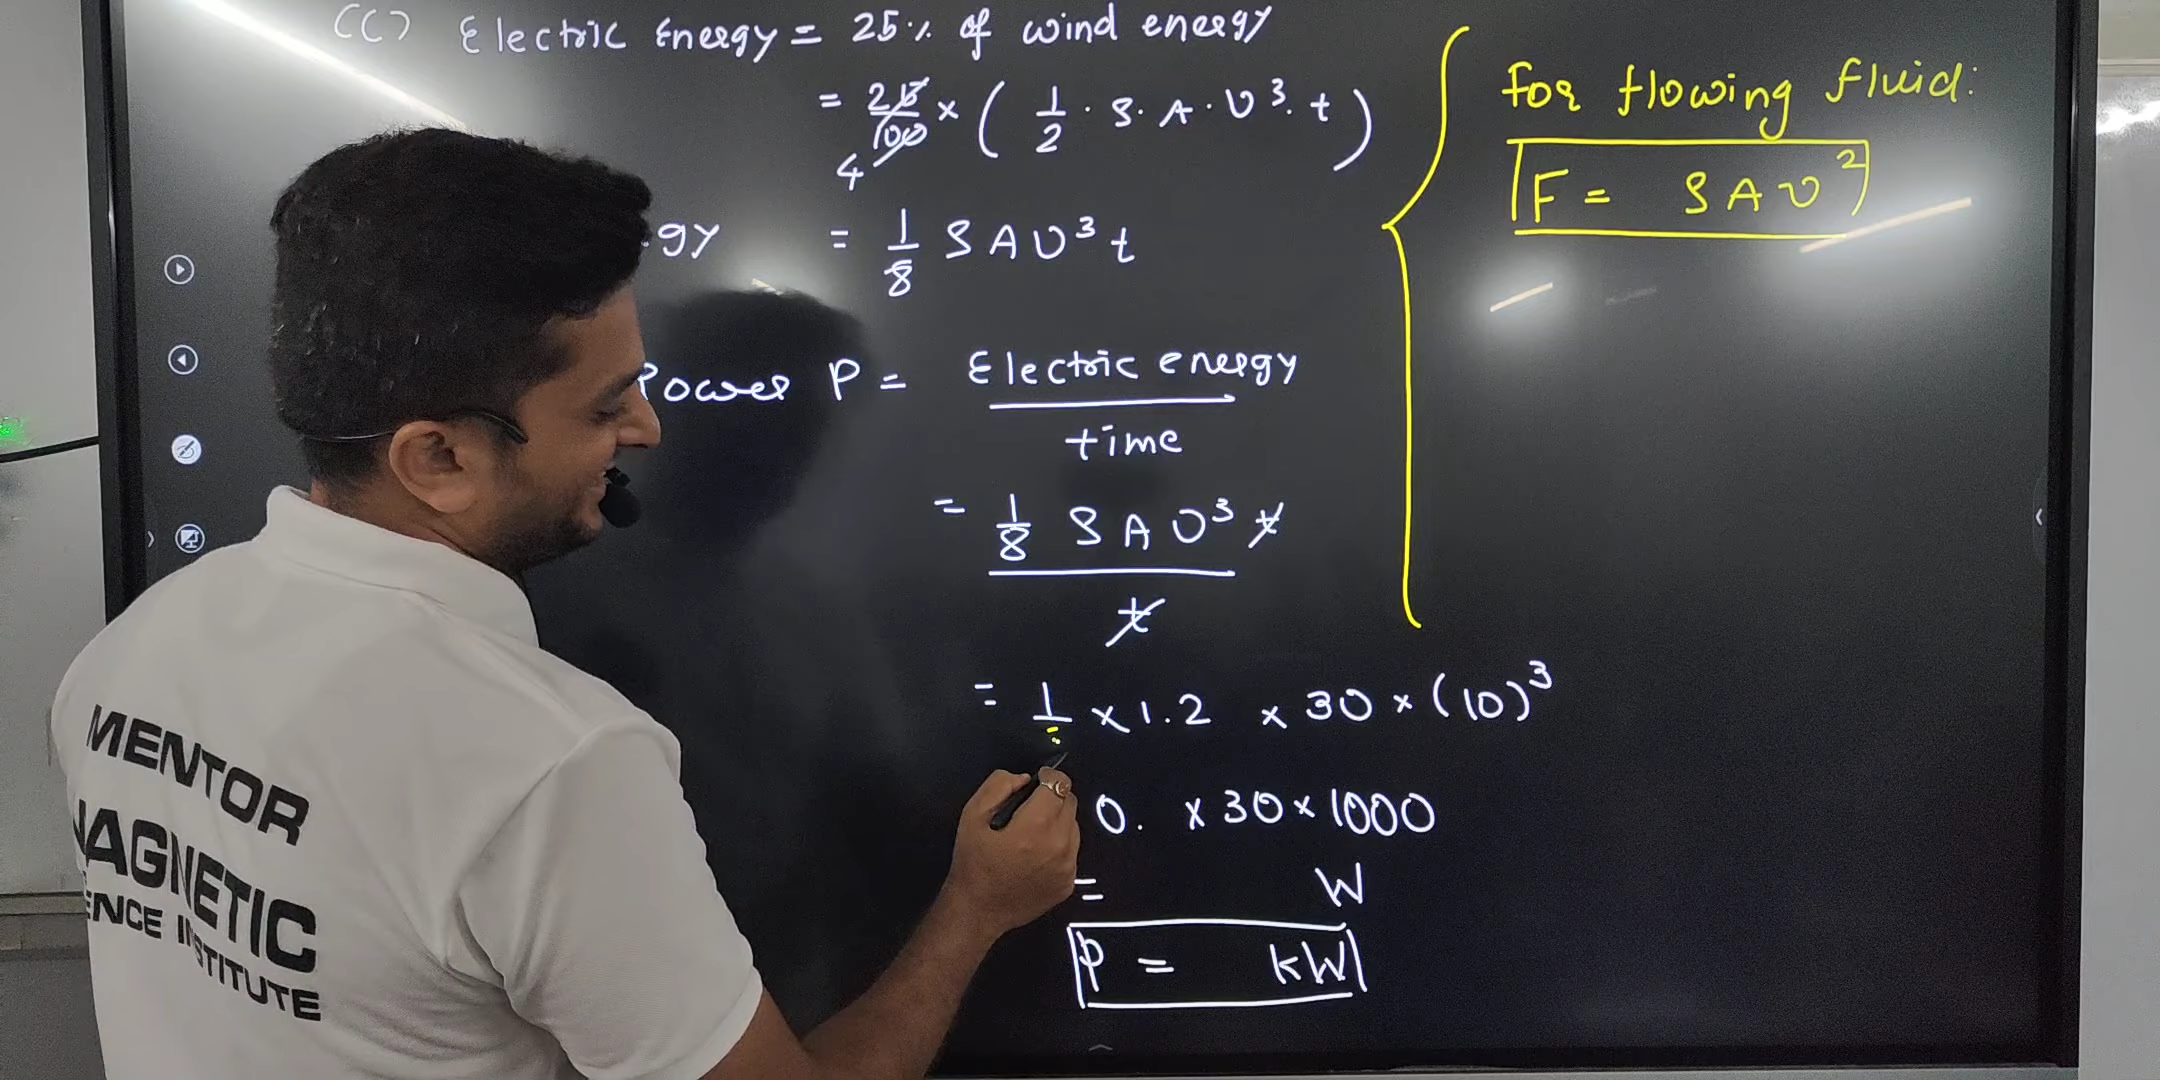 (C) Electric Energy = 25% of wind energy
= 25/100 × ( 1/2 · ρ · A · v³ · t )
4
gy = 1/8 ρ A v³ t
Power P = Electric energy / time
= 1/8 ρ A v³ t / t
= 1/ × 1.2 × 30 × (10)³
0. × 30 × 1000
= W
P = kW
For flowing fluid:
F = ρ A v²
MENTOR
MAGNETIC
ENCE INSTITUTE